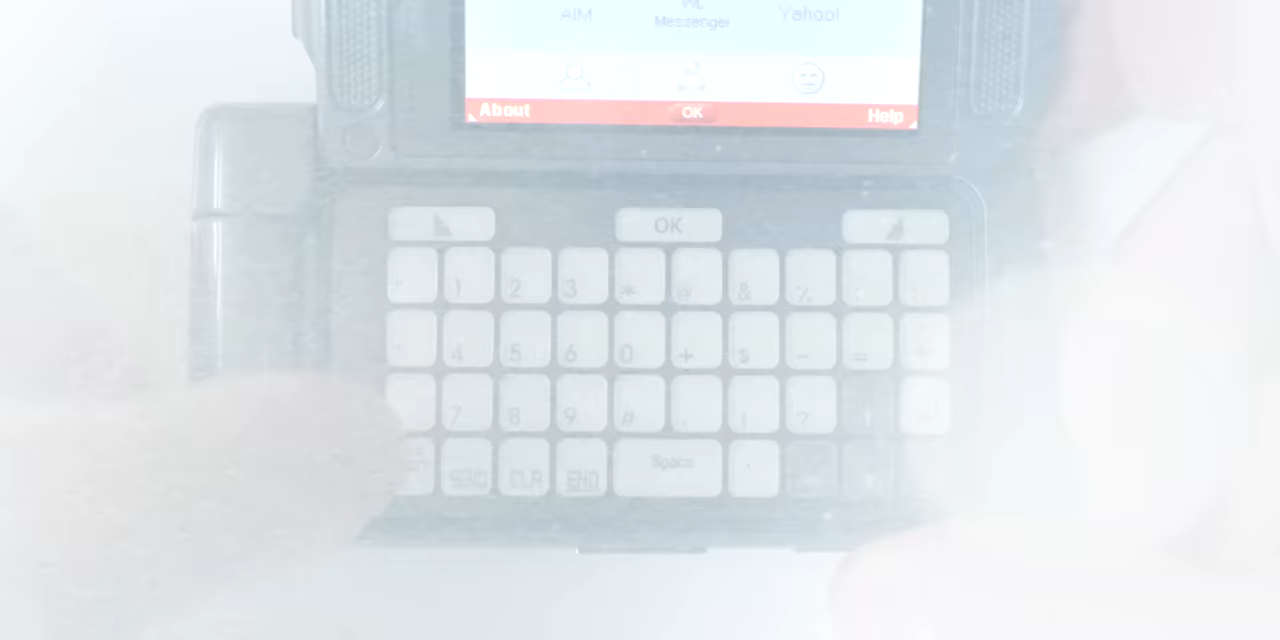 AIM
Messenger
Yahoo!
About OK Help
OK
1 2 3 * @ & % :
4 5 6 0 + $ - =
7 8 9 # , ! ?
SEND CLR END Space .